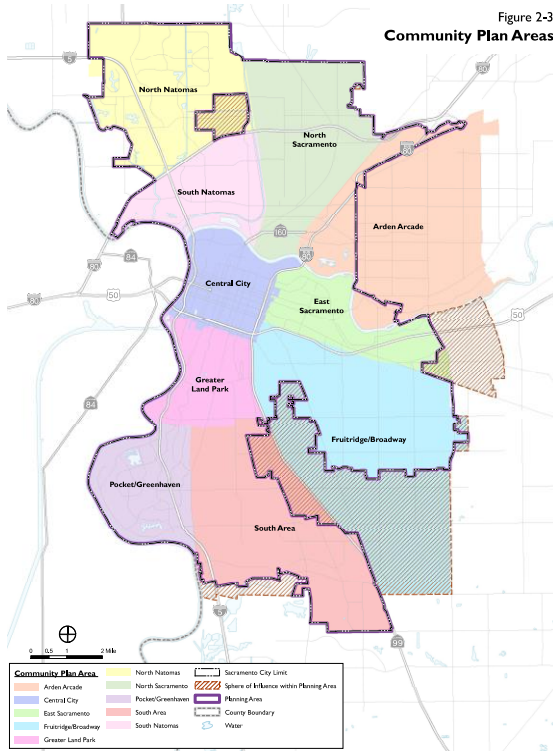 Figure 2-3
Community Plan Areas
5
80
North Natomas
North
Sacramento
80
South Natomas
Arden Arcade
160
84
80
80
Central City
50
80
East
Sacramento
50
Greater
Land Park
84
Fruitridge/Broadway
Pocket/Greenhaven
South Area
5
99
0 0.5 1 2 Mile
Community Plan Area
Arden Arcade
Central City
East Sacramento
Fruitridge/Broadway
Greater Land Park
North Natomas
North Sacramento
Pocket/Greenhaven
South Area
South Natomas
Sacramento City Limit
Sphere of Influence within Planning Area
Planning Area
County Boundary
Water